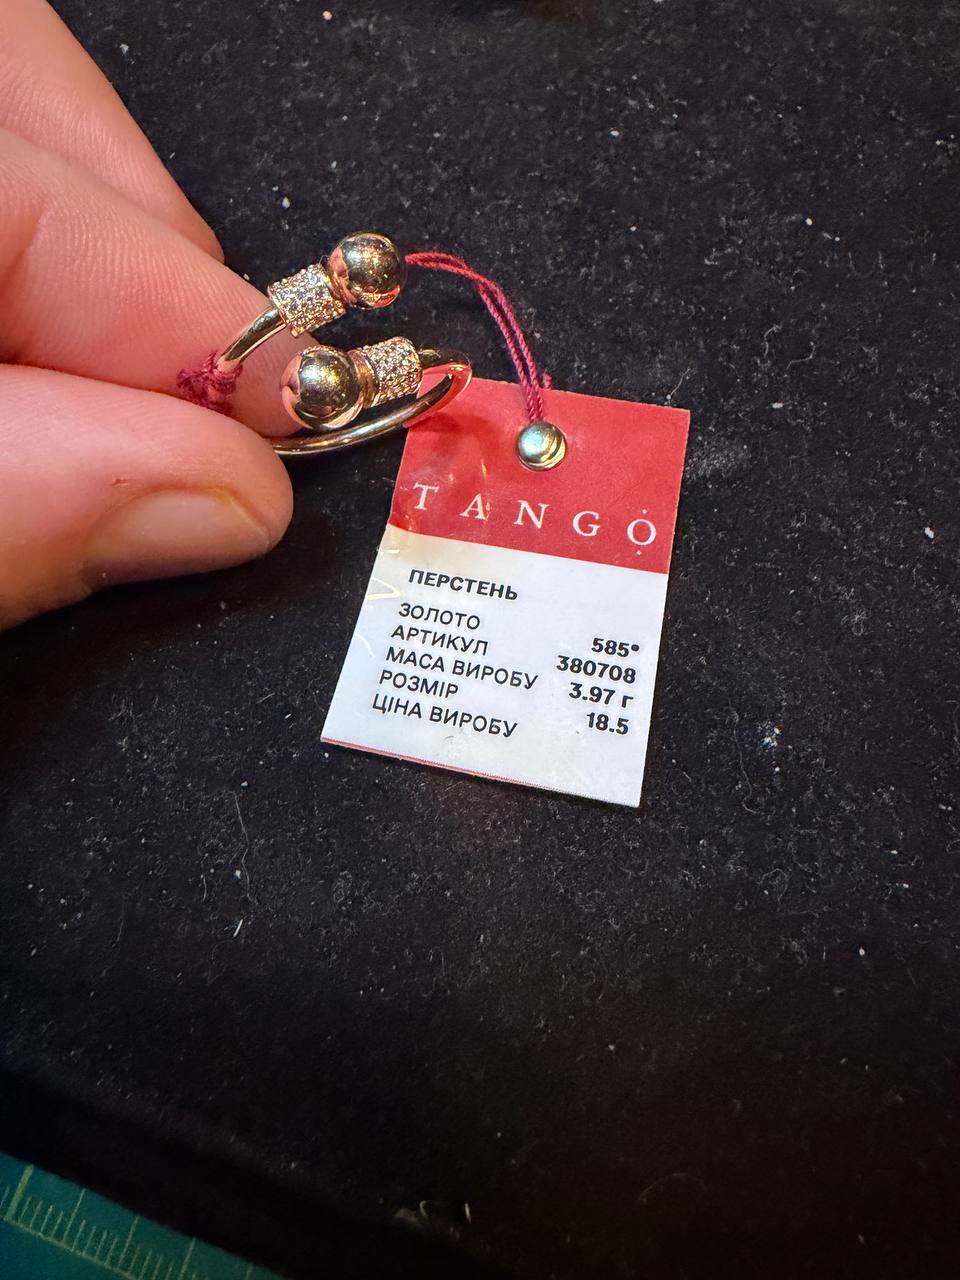 TANGO
ПЕРСТЕНЬ
ЗОЛОТО 585°
АРТИКУЛ 380708
МАСА ВИРОБУ 3.97 г
РОЗМІР 18.5
ЦІНА ВИРОБУ